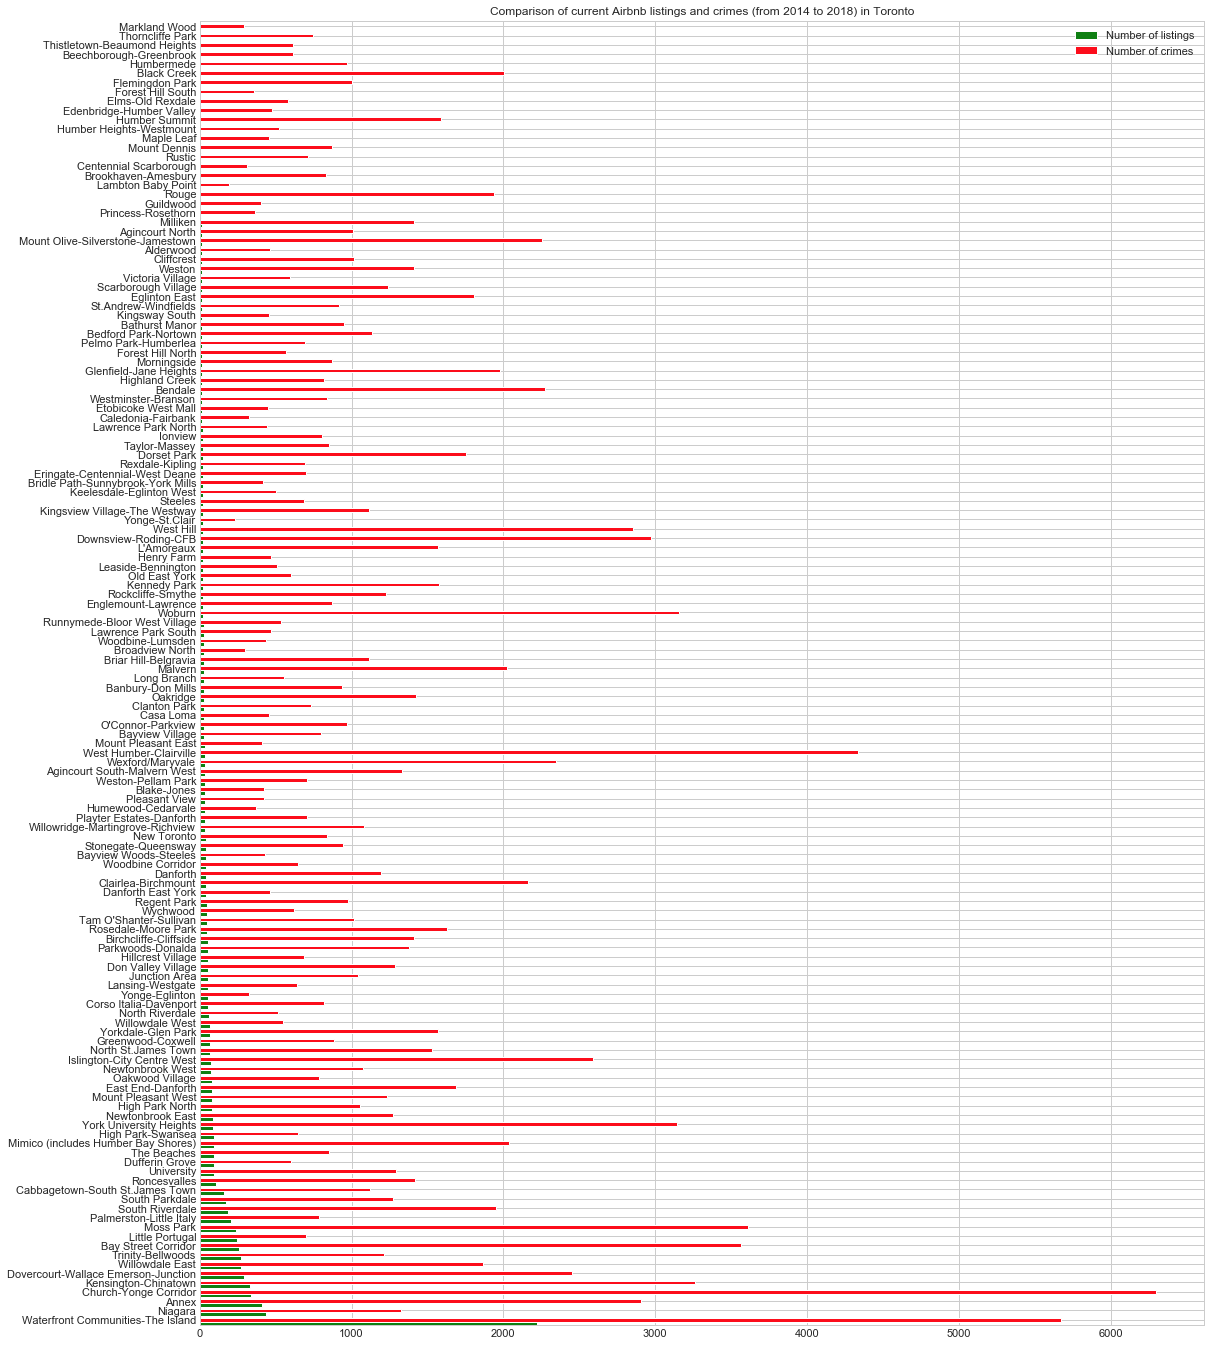 Comparison of current Airbnb listings and crimes (from 2014 to 2018) in Toronto
Number of listings
Number of crimes
Markland Wood
Thorncliffe Park
Thistletown-Beaumond Heights
Beechborough-Greenbrook
Humbermede
Black Creek
Flemingdon Park
Forest Hill South
Elms-Old Rexdale
Edenbridge-Humber Valley
Humber Summit
Humber Heights-Westmount
Maple Leaf
Mount Dennis
Rustic
Centennial Scarborough
Brookhaven-Amesbury
Lambton Baby Point
Rouge
Guildwood
Princess-Rosethorn
Milliken
Agincourt North
Mount Olive-Silverstone-Jamestown
Alderwood
Cliffcrest
Weston
Victoria Village
Scarborough Village
Eglinton East
St.Andrew-Windfields
Kingsway South
Bathurst Manor
Bedford Park-Nortown
Pelmo Park-Humberlea
Forest Hill North
Morningside
Glenfield-Jane Heights
Highland Creek
Bendale
Westminster-Branson
Etobicoke West Mall
Caledonia-Fairbank
Lawrence Park North
Ionview
Taylor-Massey
Dorset Park
Rexdale-Kipling
Eringate-Centennial-West Deane
Bridle Path-Sunnybrook-York Mills
Keelesdale-Eglinton West
Steeles
Kingsview Village-The Westway
Yonge-St.Clair
West Hill
Downsview-Roding-CFB
L'Amoreaux
Henry Farm
Leaside-Bennington
Old East York
Kennedy Park
Rockcliffe-Smythe
Englemount-Lawrence
Woburn
Runnymede-Bloor West Village
Lawrence Park South
Woodbine-Lumsden
Broadview North
Briar Hill-Belgravia
Malvern
Long Branch
Banbury-Don Mills
Oakridge
Clanton Park
Casa Loma
O'Connor-Parkview
Bayview Village
Mount Pleasant East
West Humber-Clairville
Wexford/Maryvale
Agincourt South-Malvern West
Weston-Pellam Park
Blake-Jones
Pleasant View
Humewood-Cedarvale
Playter Estates-Danforth
Willowridge-Martingrove-Richview
New Toronto
Stonegate-Queensway
Bayview Woods-Steeles
Woodbine Corridor
Danforth
Clairlea-Birchmount
Danforth East York
Regent Park
Wychwood
Tam O'Shanter-Sullivan
Rosedale-Moore Park
Birchcliffe-Cliffside
Parkwoods-Donalda
Hillcrest Village
Don Valley Village
Junction Area
Lansing-Westgate
Yonge-Eglinton
Corso Italia-Davenport
North Riverdale
Willowdale West
Yorkdale-Glen Park
Greenwood-Coxwell
North St.James Town
Islington-City Centre West
Newtonbrook West
Oakwood Village
East End-Danforth
Mount Pleasant West
High Park North
Newtonbrook East
York University Heights
High Park-Swansea
Mimico (includes Humber Bay Shores)
The Beaches
Dufferin Grove
University
Roncesvalles
Cabbagetown-South St.James Town
South Parkdale
South Riverdale
Palmerston-Little Italy
Moss Park
Little Portugal
Bay Street Corridor
Trinity-Bellwoods
Willowdale East
Dovercourt-Wallace Emerson-Junction
Kensington-Chinatown
Church-Yonge Corridor
Annex
Niagara
Waterfront Communities-The Island
0 1000 2000 3000 4000 5000 6000